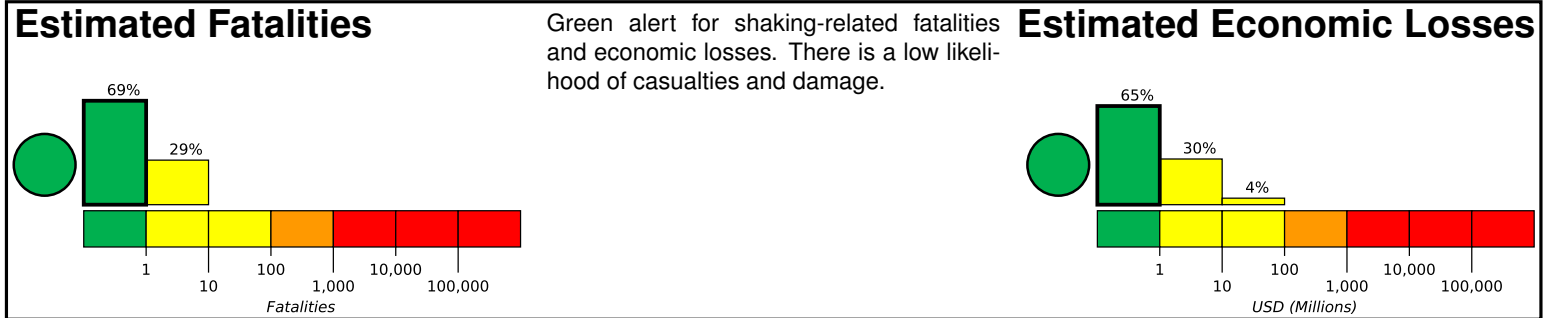 Estimated Fatalities
69%
29%
1
10
100
1,000
10,000
100,000
Fatalities
Green alert for shaking-related fatalities
and economic losses. There is a low likeli-
hood of casualties and damage.
Estimated Economic Losses
65%
30%
4%
1
10
100
1,000
10,000
100,000
USD (Millions)